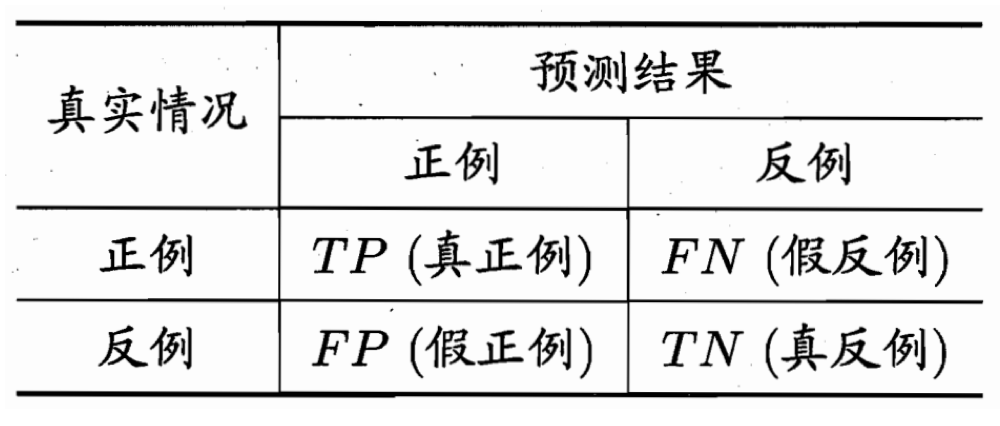 真实情况
预测结果
正例 反例
正例 TP (真正例) FN (假反例)
反例 FP (假正例) TN (真反例)